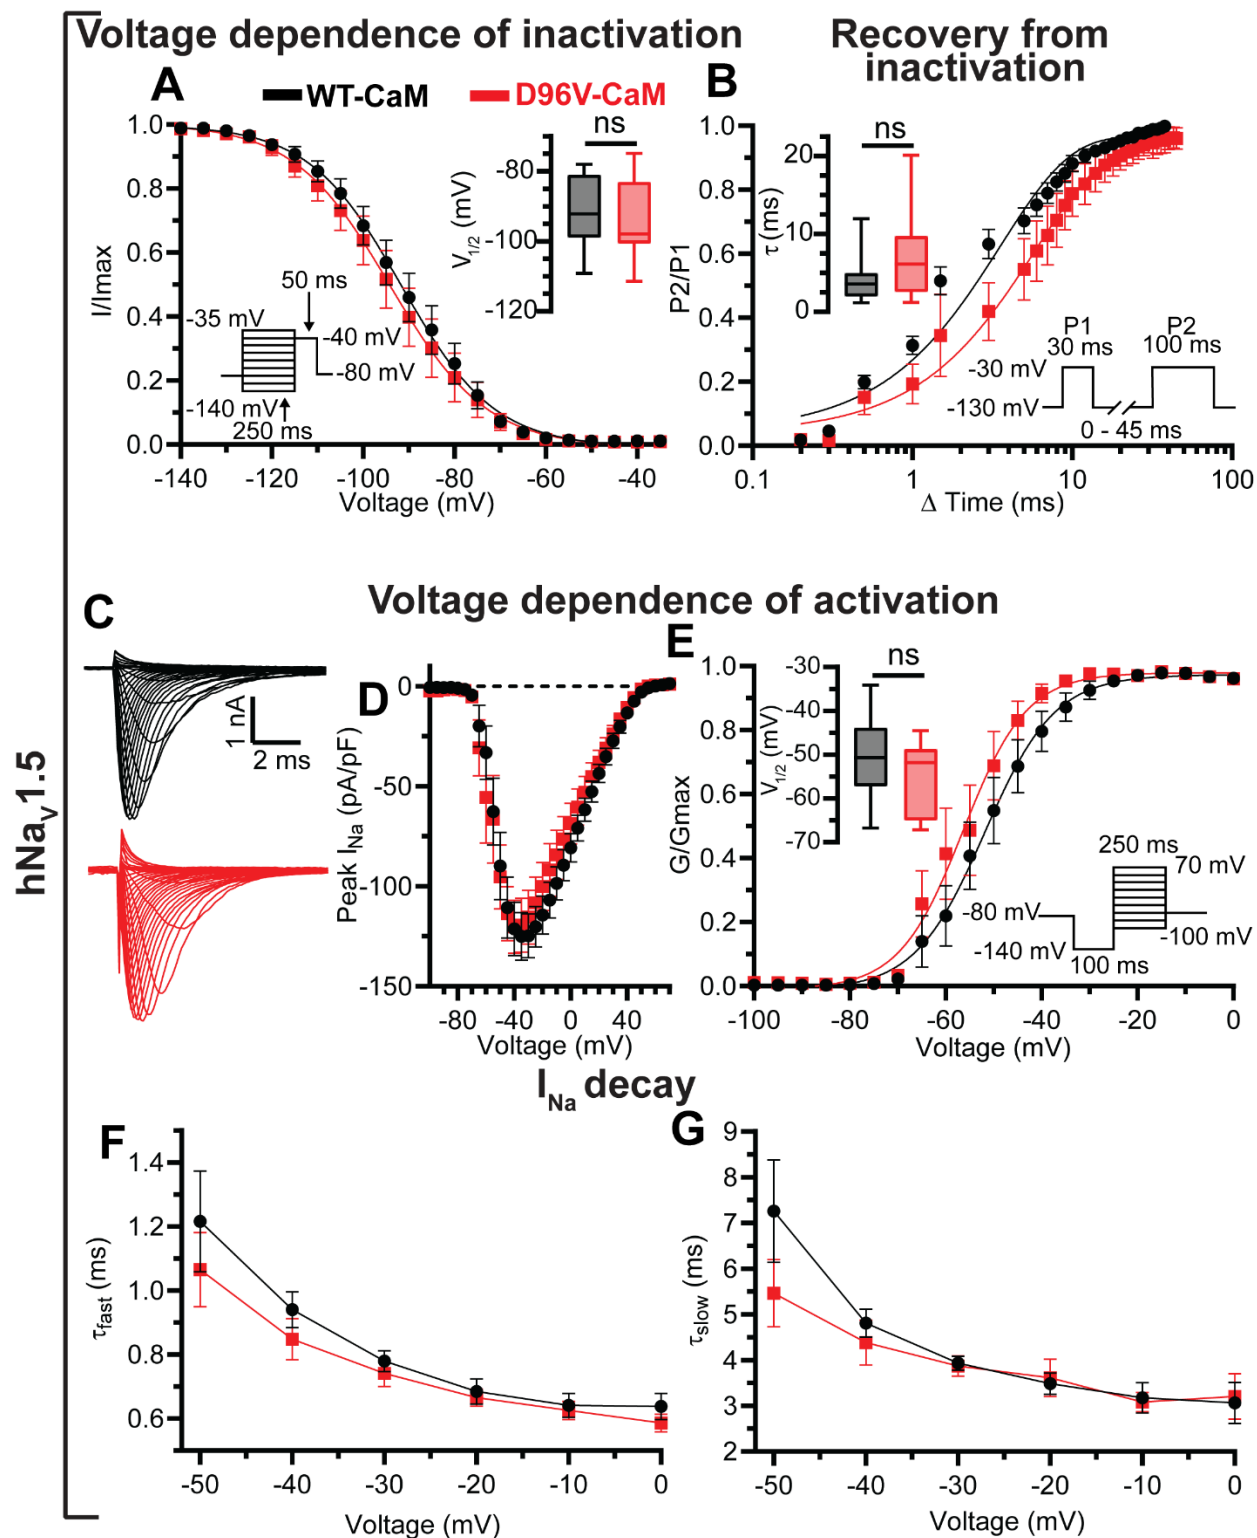 Voltage dependence of inactivation
Recovery from
inactivation
A
WT-CaM
D96V-CaM
B
1.0
0.8
0.6
0.4
0.2
0.0
I/Imax
-140
-120
-100
-80
-60
-40
Voltage (mV)
50 ms
-35 mV
-40 mV
-80 mV
-140 mV
250 ms
ns
-80
-100
-120
V1/2 (mV)
1.0
0.8
0.6
0.4
0.2
0.0
P2/P1
0.1
1
10
100
Δ Time (ms)
ns
20
10
0
τ (ms)
P1
30 ms
P2
100 ms
-30 mV
-130 mV
0 - 45 ms
hNaV1.5
Voltage dependence of activation
C
1 nA
2 ms
D
0
-50
-100
-150
Peak INa (pA/pF)
-80
-40
0
40
Voltage (mV)
E
1.0
0.8
0.6
0.4
0.2
0.0
G/Gmax
-100
-80
-60
-40
-20
0
Voltage (mV)
ns
-30
-40
-50
-60
-70
V1/2 (mV)
250 ms
70 mV
-80 mV
-140 mV
-100 mV
100 ms
INa decay
F
1.4
1.2
1.0
0.8
0.6
τfast (ms)
-50
-40
-30
-20
-10
0
Voltage (mV)
G
9
8
7
6
5
4
3
2
τslow (ms)
-50
-40
-30
-20
-10
0
Voltage (mV)